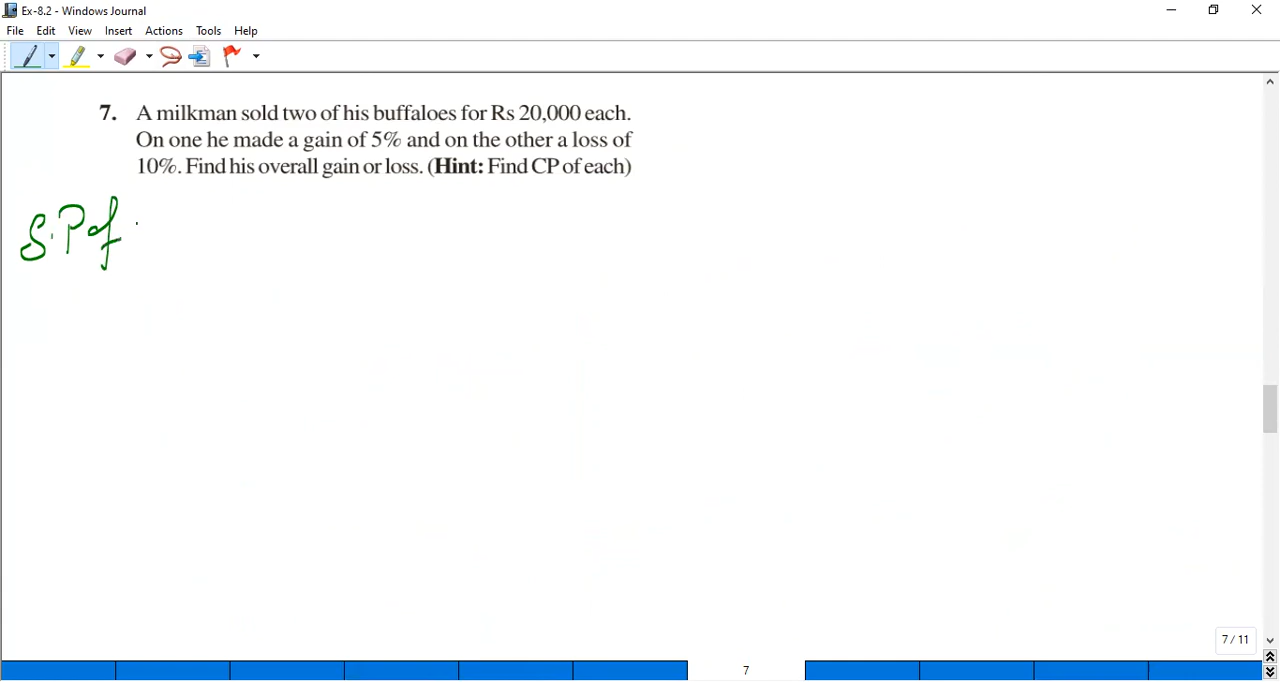 Ex-8.2 - Windows Journal
File Edit View Insert Actions Tools Help
7. A milkman sold two of his buffaloes for Rs 20,000 each.
On one he made a gain of 5% and on the other a loss of
10%. Find his overall gain or loss. (Hint: Find CP of each)
S.P of
7 / 11
7